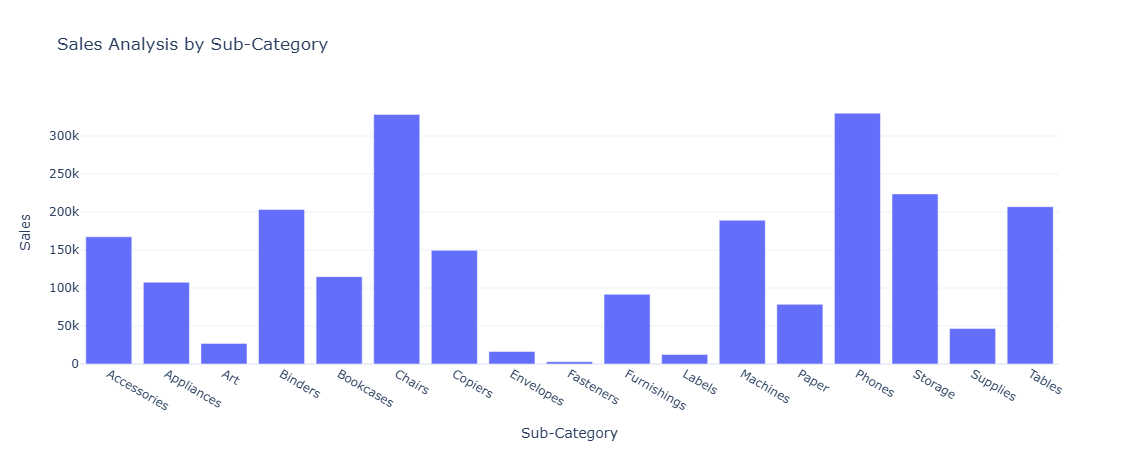 Sales Analysis by Sub-Category
300k
250k
200k
150k
100k
50k
0
Sales
Accessories
Appliances
Art
Binders
Bookcases
Chairs
Copiers
Envelopes
Fasteners
Furnishings
Labels
Machines
Paper
Phones
Storage
Supplies
Tables
Sub-Category